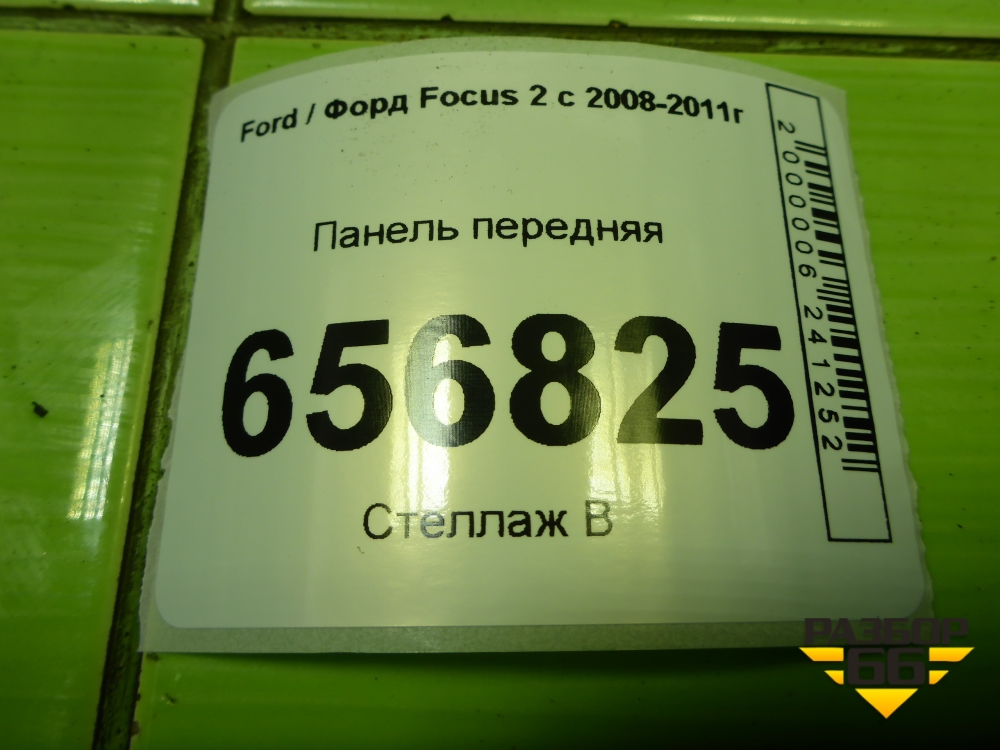 Ford / Форд Focus 2 с 2008-2011г
Панель передняя
656825
Стеллаж В
2000006241252
РАЗБОР
66